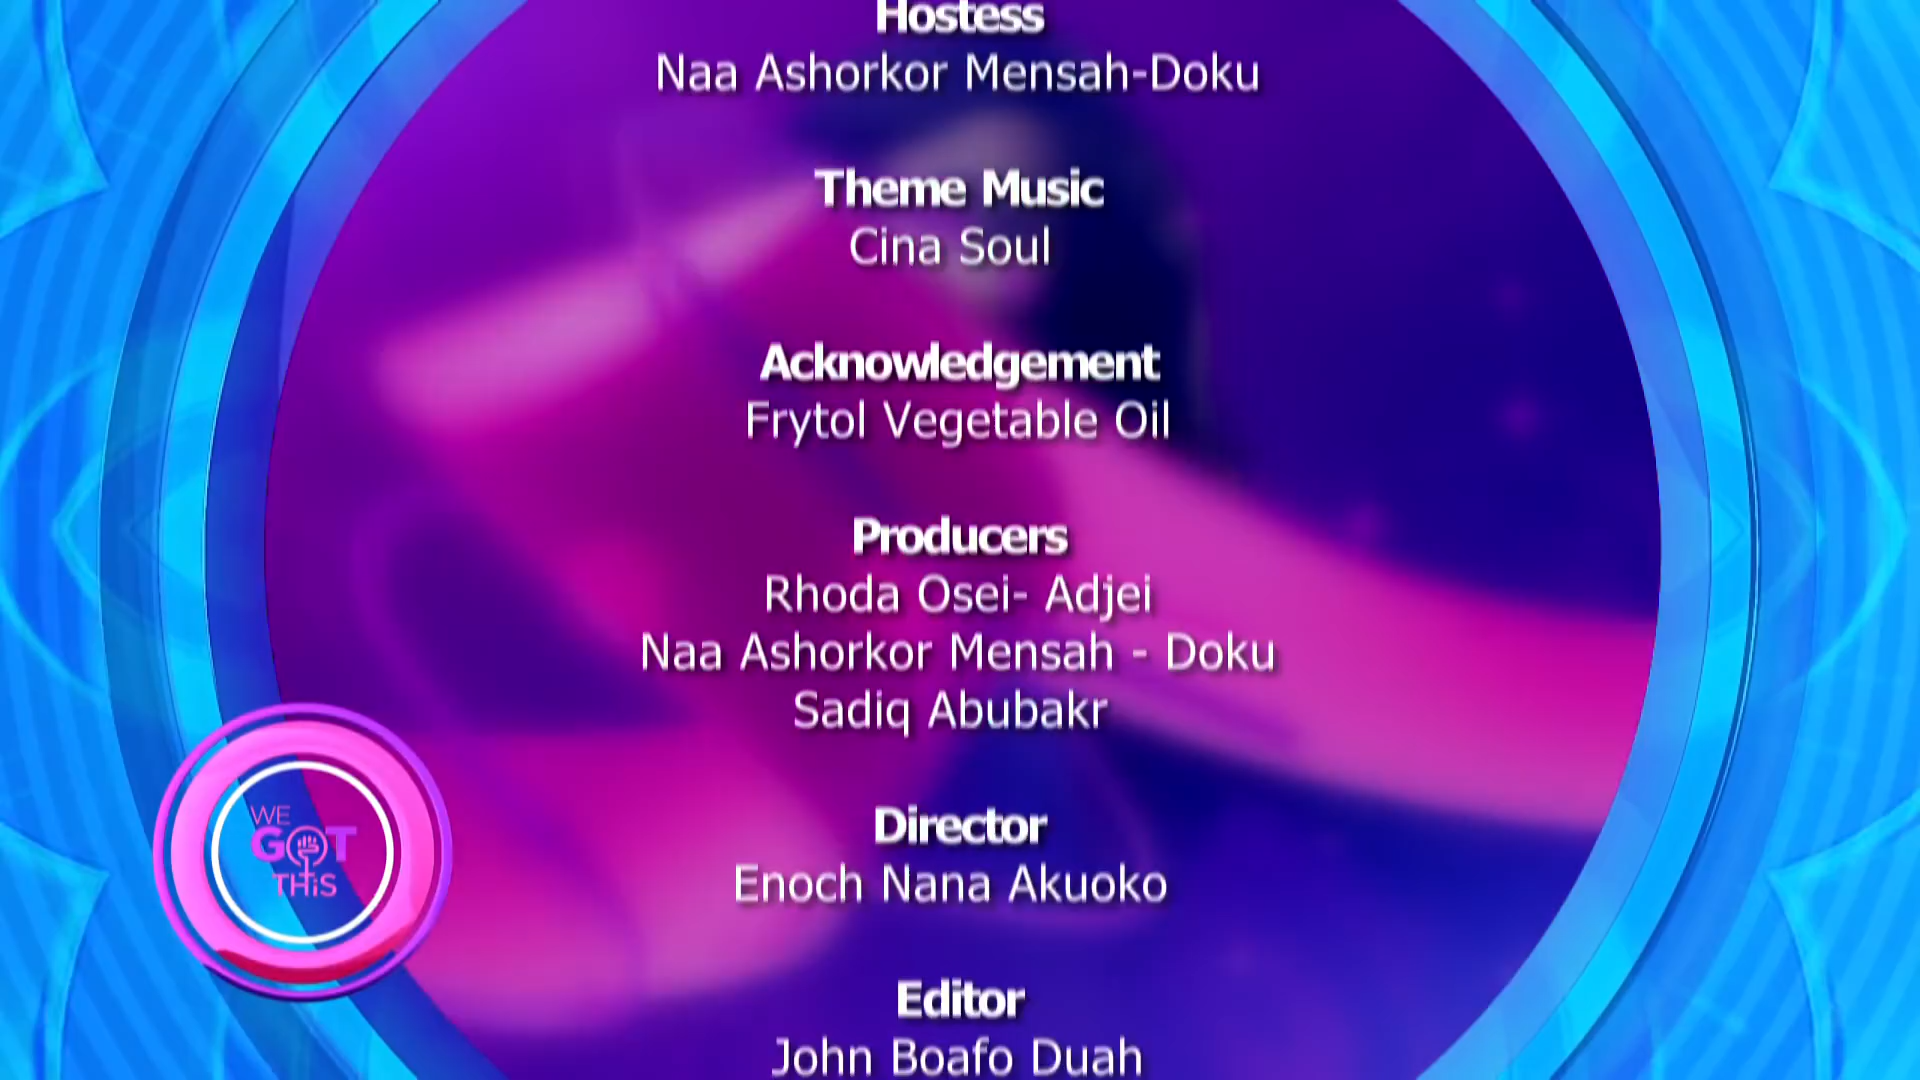 Hostess
Naa Ashorkor Mensah-Doku
Theme Music
Cina Soul
Acknowledgement
Frytol Vegetable Oil
Producers
Rhoda Osei- Adjei
Naa Ashorkor Mensah - Doku
Sadiq Abubakr
Director
Enoch Nana Akuoko
Editor
John Boafo Duah
WE
GOT
THiS